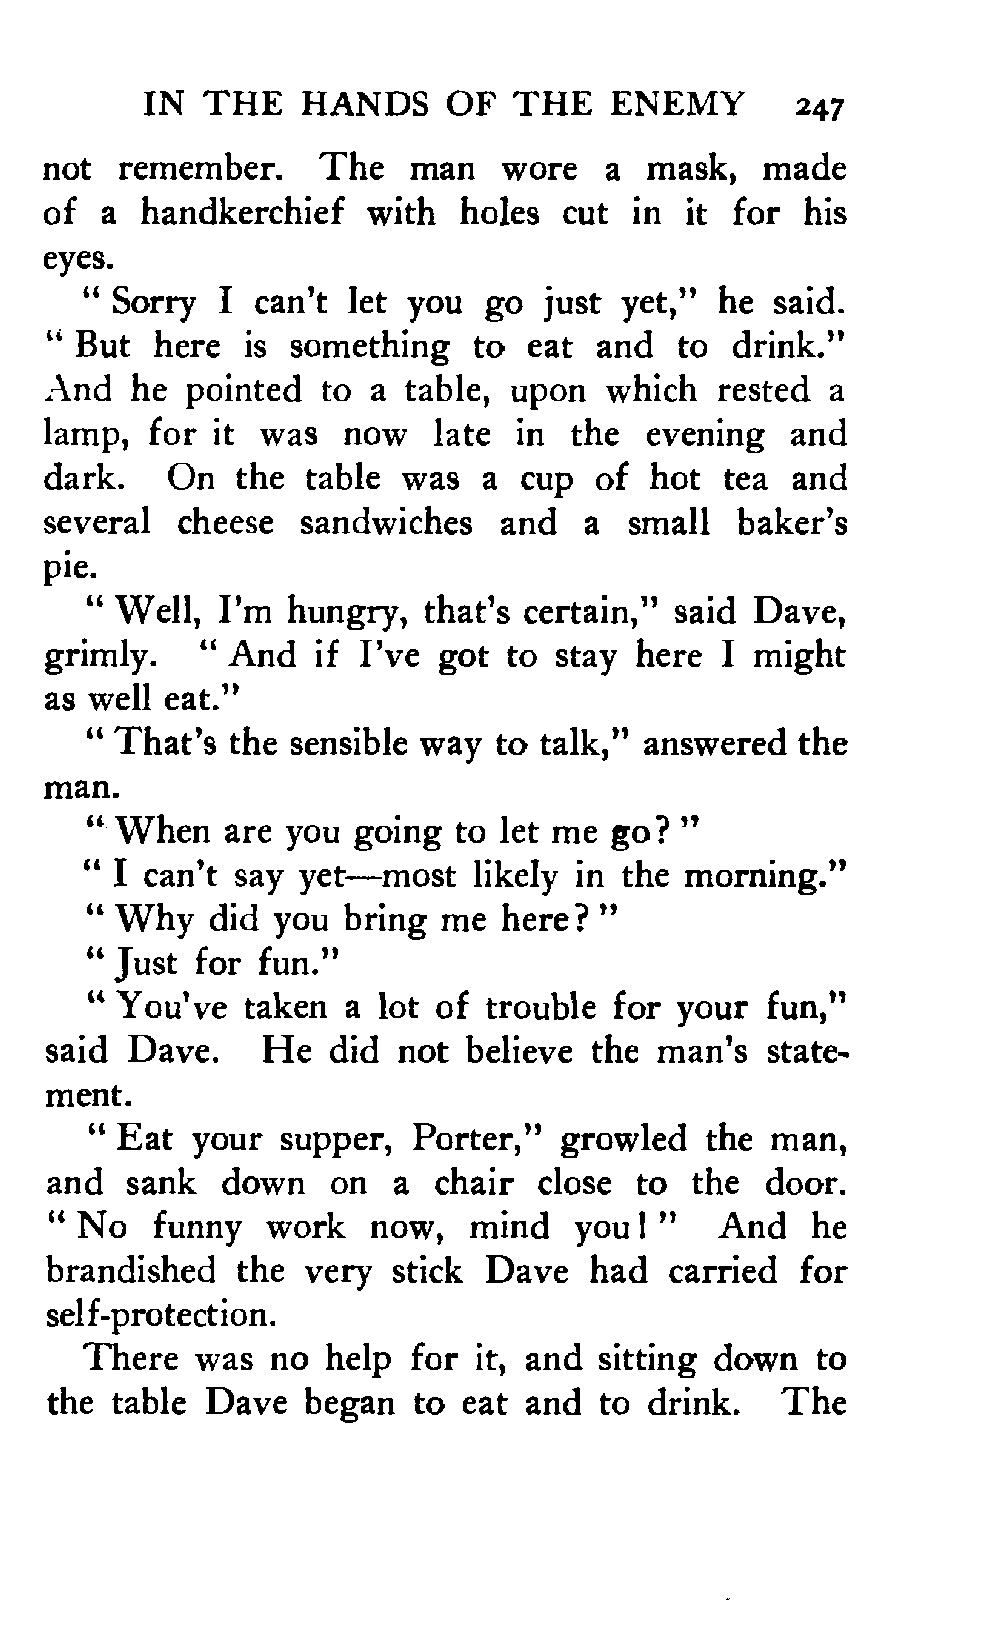 IN THE HANDS OF THE ENEMY 247
not remember. The man wore a mask, made
of a handkerchief with holes cut in it for his
eyes.
" Sorry I can't let you go just yet," he said.
" But here is something to eat and to drink."
And he pointed to a table, upon which rested a
lamp, for it was now late in the evening and
dark. On the table was a cup of hot tea and
several cheese sandwiches and a small baker's
pie.
" Well, I'm hungry, that's certain," said Dave,
grimly. " And if I've got to stay here I might
as well eat."
" That's the sensible way to talk," answered the
man.
" When are you going to let me go? "
" I can't say yet—most likely in the morning."
" Why did you bring me here? "
" Just for fun."
" You've taken a lot of trouble for your fun,"
said Dave. He did not believe the man's state-
ment.
" Eat your supper, Porter," growled the man,
and sank down on a chair close to the door.
" No funny work now, mind you! " And he
brandished the very stick Dave had carried for
self-protection.
There was no help for it, and sitting down to
the table Dave began to eat and to drink. The